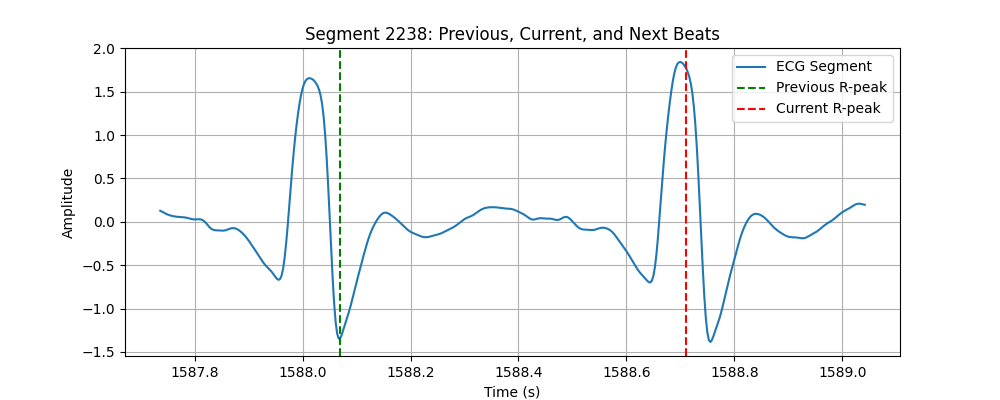 Segment 2238: Previous, Current, and Next Beats
ECG Segment
Previous R-peak
Current R-peak
2.0
1.5
1.0
0.5
0.0
−0.5
−1.0
−1.5
Amplitude
1587.8 1588.0 1588.2 1588.4 1588.6 1588.8 1589.0
Time (s)